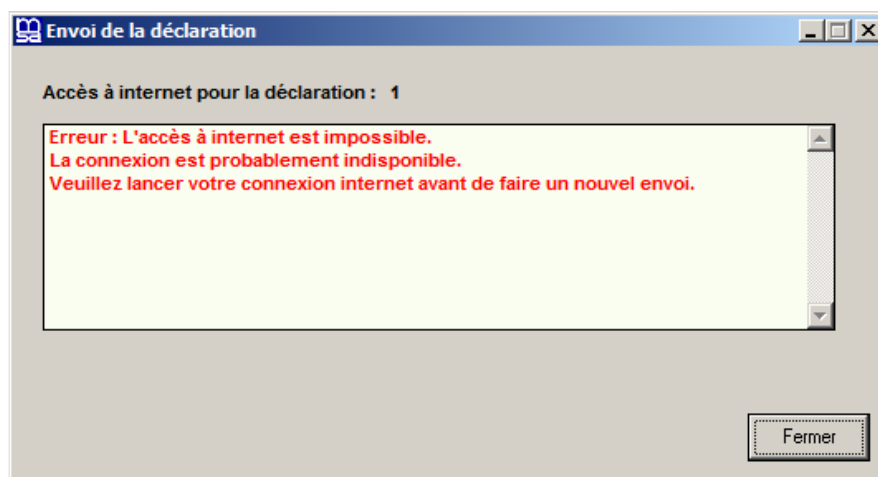 msa Envoi de la déclaration
Accès à internet pour la déclaration : 1
Erreur : L'accès à internet est impossible.
La connexion est probablement indisponible.
Veuillez lancer votre connexion internet avant de faire un nouvel envoi.
Fermer